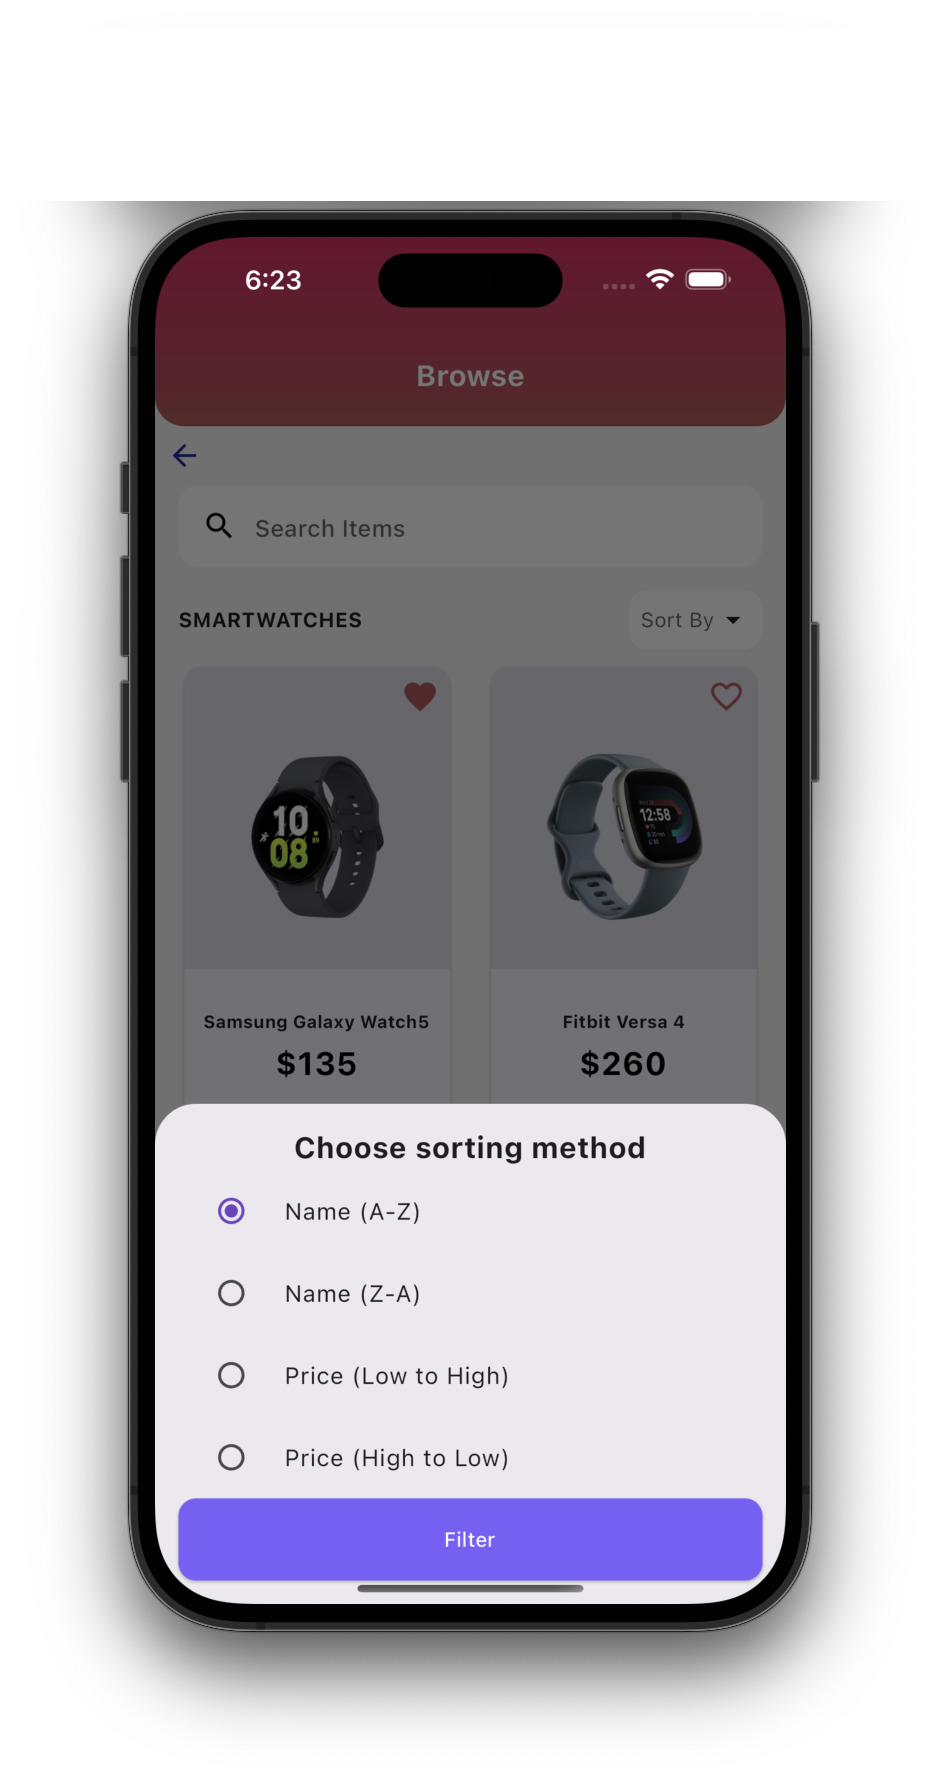 6:23
Browse
Search Items
SMARTWATCHES
Sort By
10
08
89
12:58
Samsung Galaxy Watch5
Fitbit Versa 4
$135
$260
Choose sorting method
Name (A-Z)
Name (Z-A)
Price (Low to High)
Price (High to Low)
Filter